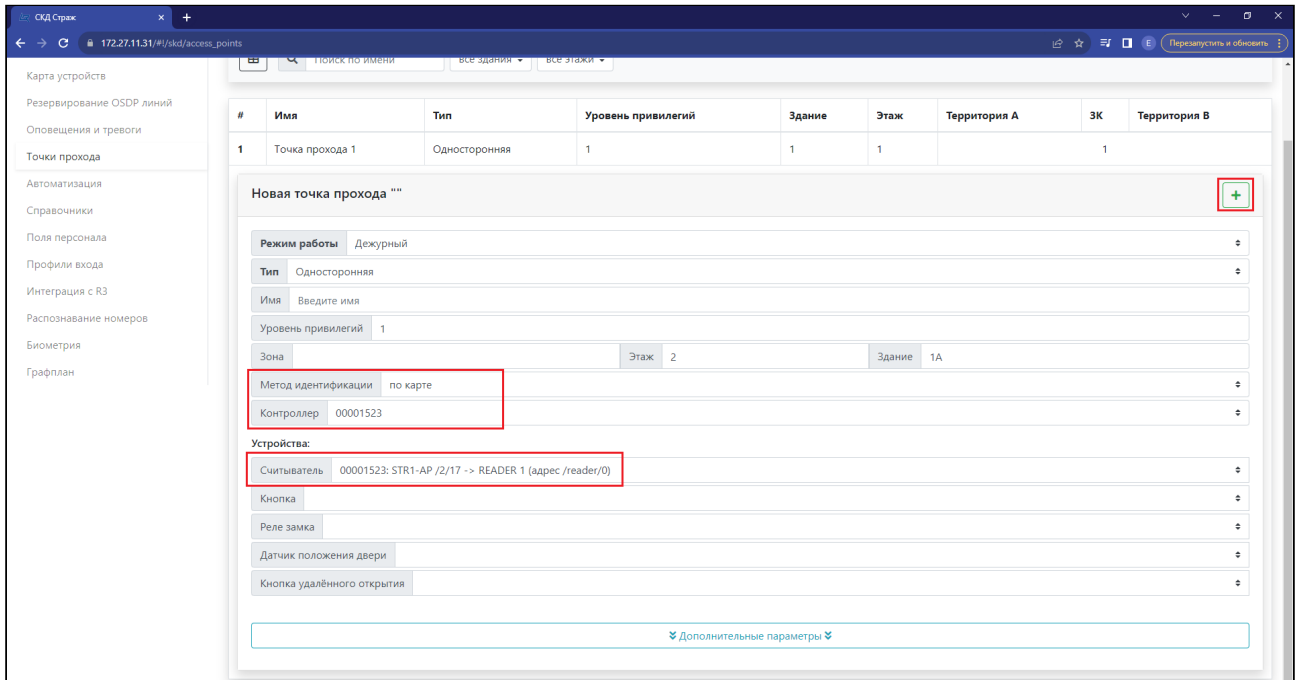 СКД Страж
172.27.11.31/#!/skd/access_points
E
Перезапустить и обновить
Карта устройств
Резервирование OSDP линий
Оповещения и тревоги
Точки прохода
Автоматизация
Справочники
Поля персонала
Профили входа
Интеграция с R3
Распознавание номеров
Биометрия
Графплан
Поиск по имени Все здания Все этажи
# Имя Тип Уровень привилегий Здание Этаж Территория А ЗК Территория В
1 Точка прохода 1 Односторонняя 1 1 1 1
Новая точка прохода ""
+
Режим работы Дежурный
Тип Односторонняя
Имя Введите имя
Уровень привилегий 1
Зона Этаж 2 Здание 1А
Метод идентификации по карте
Контроллер 00001523
Устройства:
Считыватель 00001523: STR1-AP /2/17 -> READER 1 (адрес /reader/0)
Кнопка
Реле замка
Датчик положения двери
Кнопка удалённого открытия
Дополнительные параметры